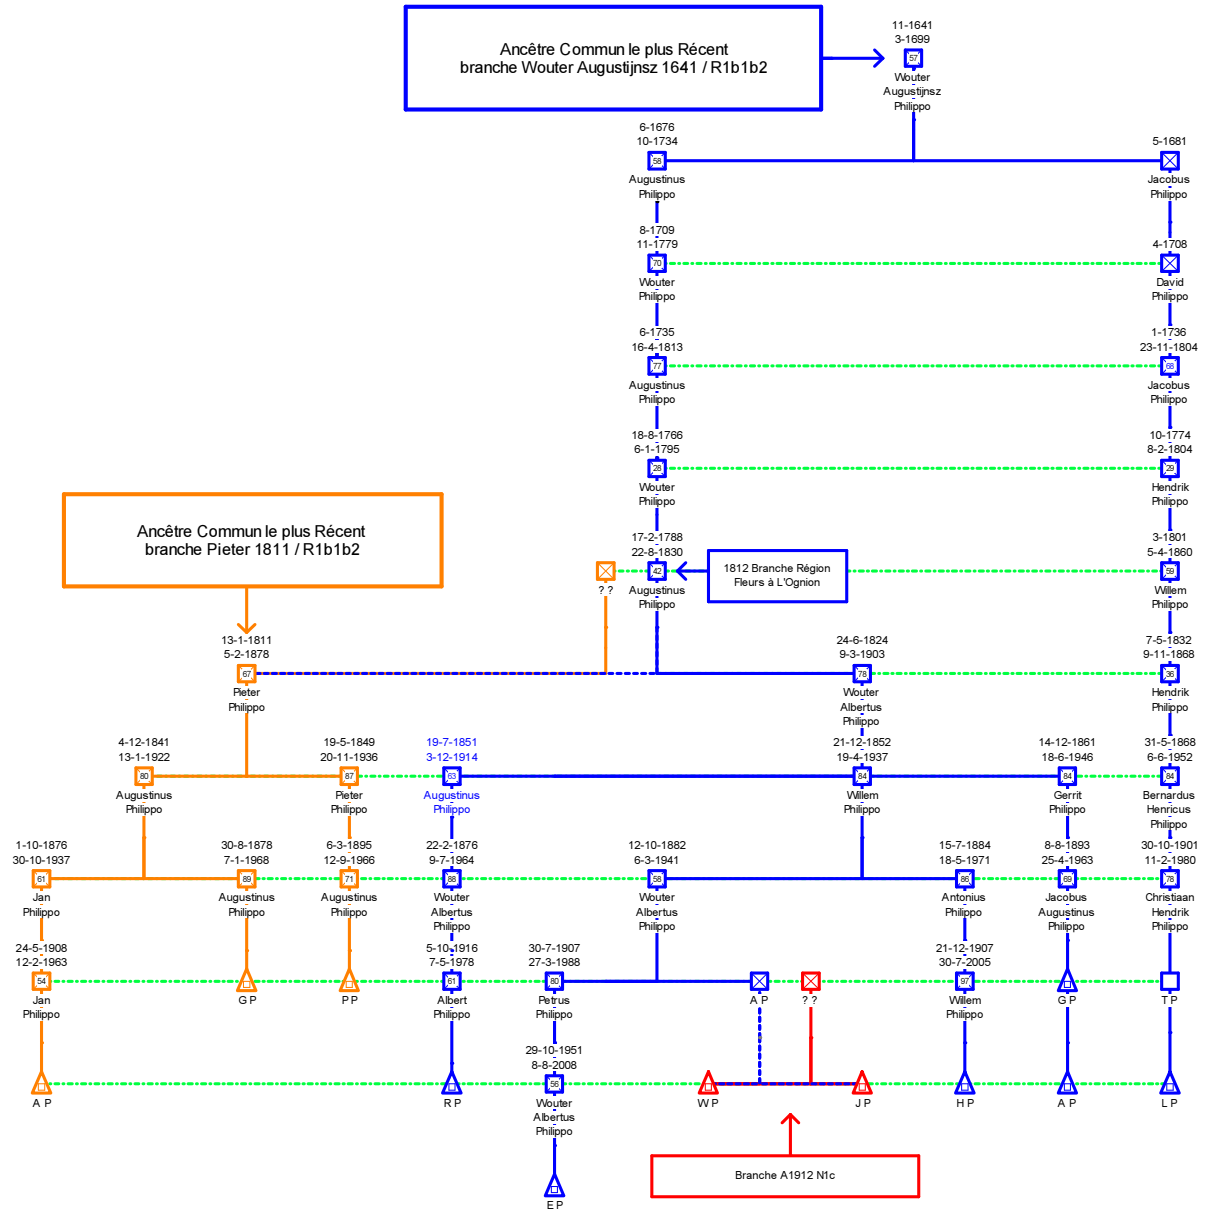 Ancêtre Commun le plus Récent
branche Wouter Augustijnsz 1641 / R1b1b2
11-1641
3-1699
57
Wouter
Augustijnsz
Philippo
6-1676
10-1734
58
Augustinus
Philippo
5-1681
Jacobus
Philippo
8-1709
11-1779
70
Wouter
Philippo
4-1708
David
Philippo
6-1735
16-4-1813
77
Augustinus
Philippo
1-1736
23-11-1804
68
Jacobus
Philippo
18-8-1766
6-1-1795
28
Wouter
Philippo
10-1774
8-2-1804
29
Hendrik
Philippo
Ancêtre Commun le plus Récent
branche Pieter 1811 / R1b1b2
? ?
17-2-1788
22-8-1830
42
Augustinus
Philippo
1812 Branche Région
Fleurs à L'Ognion
3-1801
5-4-1860
59
Willem
Philippo
13-1-1811
5-2-1878
67
Pieter
Philippo
24-6-1824
9-3-1903
78
Wouter
Albertus
Philippo
7-5-1832
9-11-1868
36
Hendrik
Philippo
4-12-1841
13-1-1922
80
Augustinus
Philippo
19-5-1849
20-11-1936
87
Pieter
Philippo
19-7-1851
3-12-1914
63
Augustinus
Philippo
21-12-1852
19-4-1937
84
Willem
Philippo
14-12-1861
18-6-1946
84
Gerrit
Philippo
31-5-1868
6-6-1952
84
Bernardus
Henricus
Philippo
1-10-1876
30-10-1937
61
Jan
Philippo
30-8-1878
7-1-1968
89
Augustinus
Philippo
6-3-1895
12-9-1966
71
Augustinus
Philippo
22-2-1876
9-7-1964
88
Wouter
Albertus
Philippo
12-10-1882
6-3-1941
58
Wouter
Albertus
Philippo
15-7-1884
18-5-1971
86
Antonius
Philippo
8-8-1893
25-4-1963
69
Jacobus
Augustinus
Philippo
30-10-1901
11-2-1980
78
Christiaan
Hendrik
Philippo
24-5-1908
12-2-1963
54
Jan
Philippo
G P
P P
5-10-1916
7-5-1978
61
Albert
Philippo
30-7-1907
27-3-1988
80
Petrus
Philippo
A P
? ?
21-12-1907
30-7-2005
97
Willem
Philippo
G P
T P
A P
R P
29-10-1951
8-8-2008
56
Wouter
Albertus
Philippo
W P
J P
H P
A P
L P
Branche A1912 N1c
E P